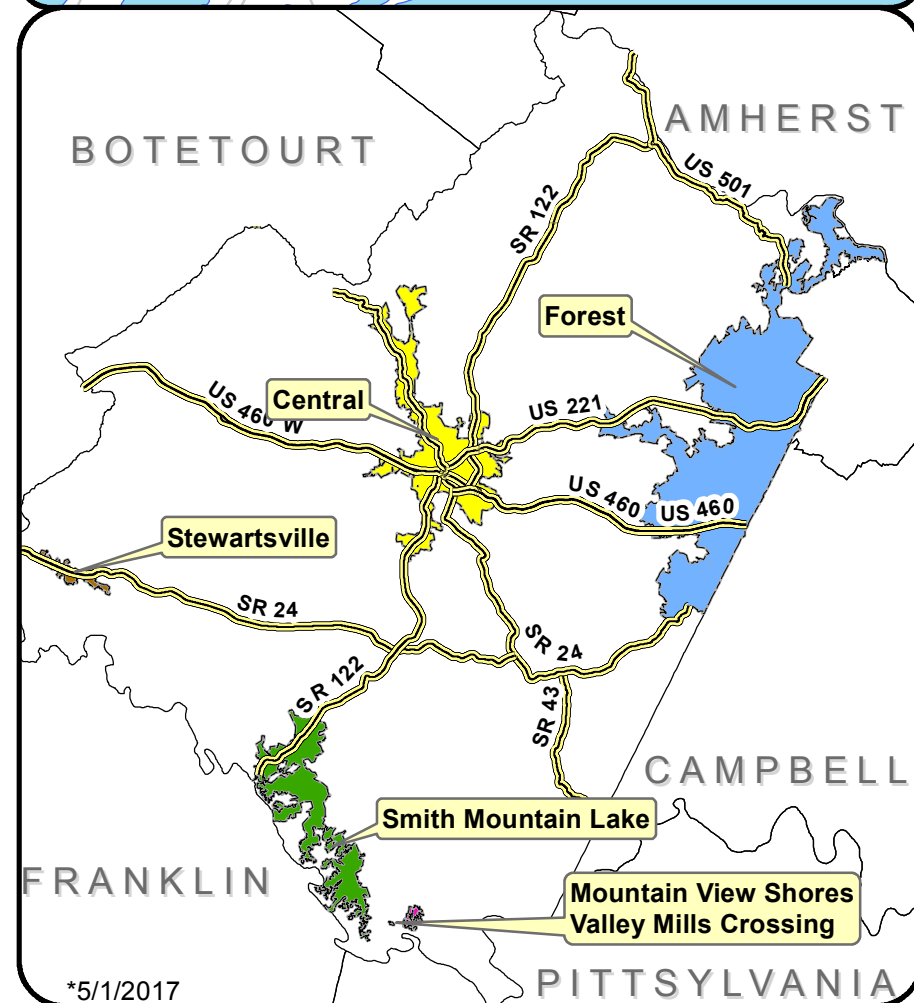 BOTETOURT
AMHERST
US 501
SR 122
Forest
Central
US 460 W
US 221
US 460
US 460
Stewartsville
SR 24
SR 24
SR 122
SR 43
CAMPBELL
Smith Mountain Lake
FRANKLIN
Mountain View Shores
Valley Mills Crossing
PITTSYLVANIA
*5/1/2017